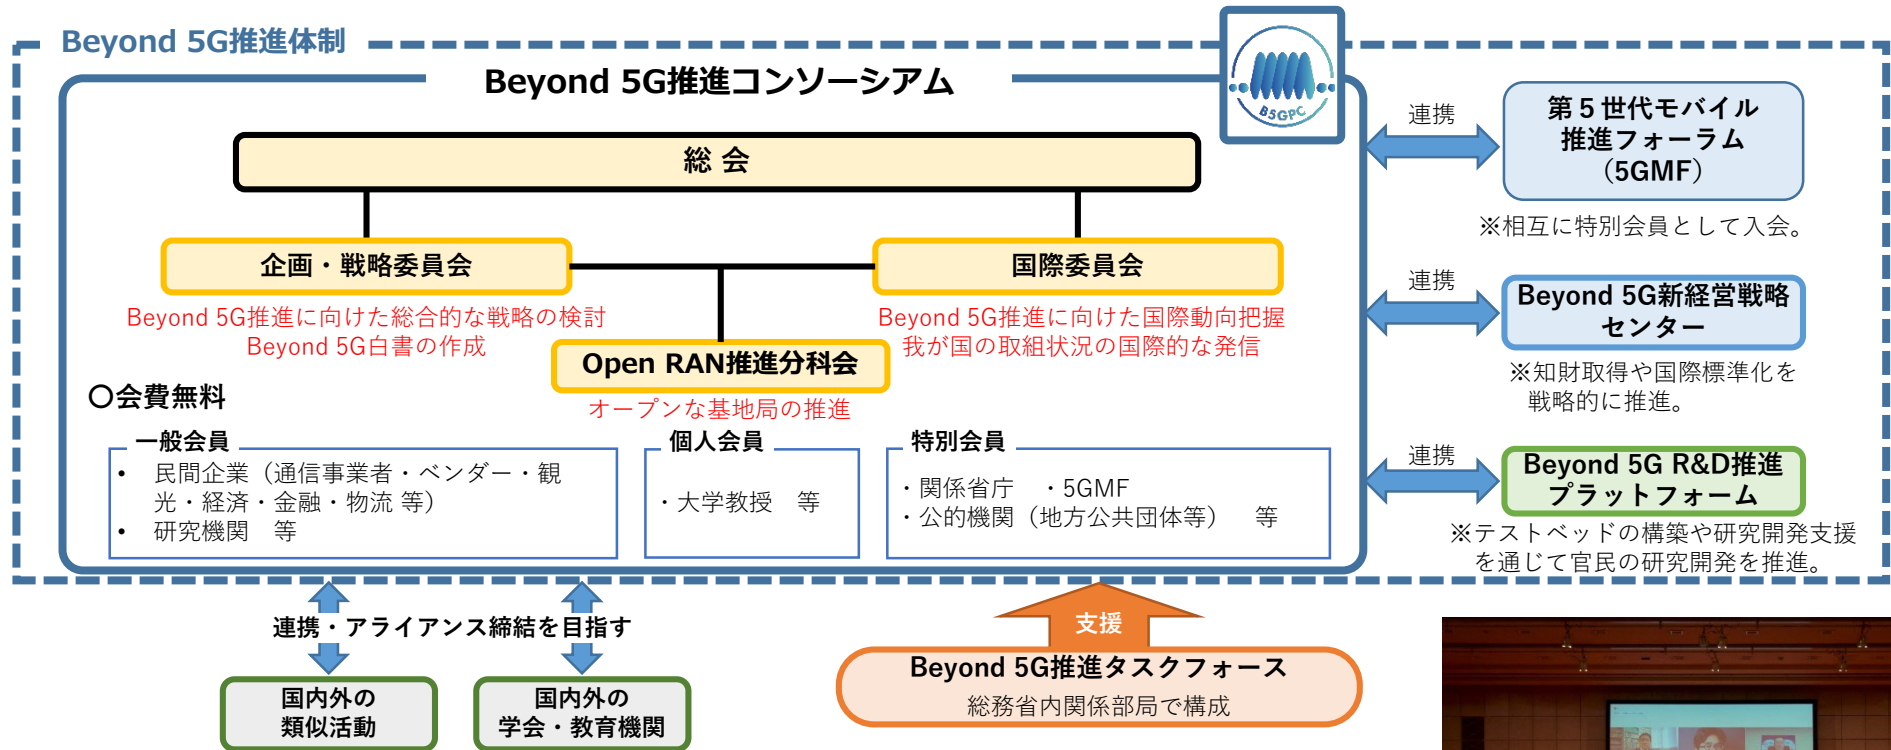 Beyond 5G推進体制
Beyond 5G推進コンソーシアム
B5GPC
総 会
企画・戦略委員会
Beyond 5G推進に向けた総合的な戦略の検討
Beyond 5G白書の作成
国際委員会
Beyond 5G推進に向けた国際動向把握
我が国の取組状況の国際的な発信
Open RAN推進分科会
オープンな基地局の推進
〇会費無料
一般会員
• 民間企業（通信事業者・ベンダー・観
光・経済・金融・物流 等）
• 研究機関　等
個人会員
・大学教授　等
特別会員
・関係省庁　・5GMF
・公的機関（地方公共団体等）　等
連携
第５世代モバイル
推進フォーラム
（5GMF）
※相互に特別会員として入会。
連携
Beyond 5G新経営戦略
センター
※知財取得や国際標準化を
戦略的に推進。
連携
Beyond 5G R&D推進
プラットフォーム
※テストベッドの構築や研究開発支援
を通じて官民の研究開発を推進。
連携・アライアンス締結を目指す
国内外の
類似活動
国内外の
学会・教育機関
支援
Beyond 5G推進タスクフォース
総務省内関係部局で構成